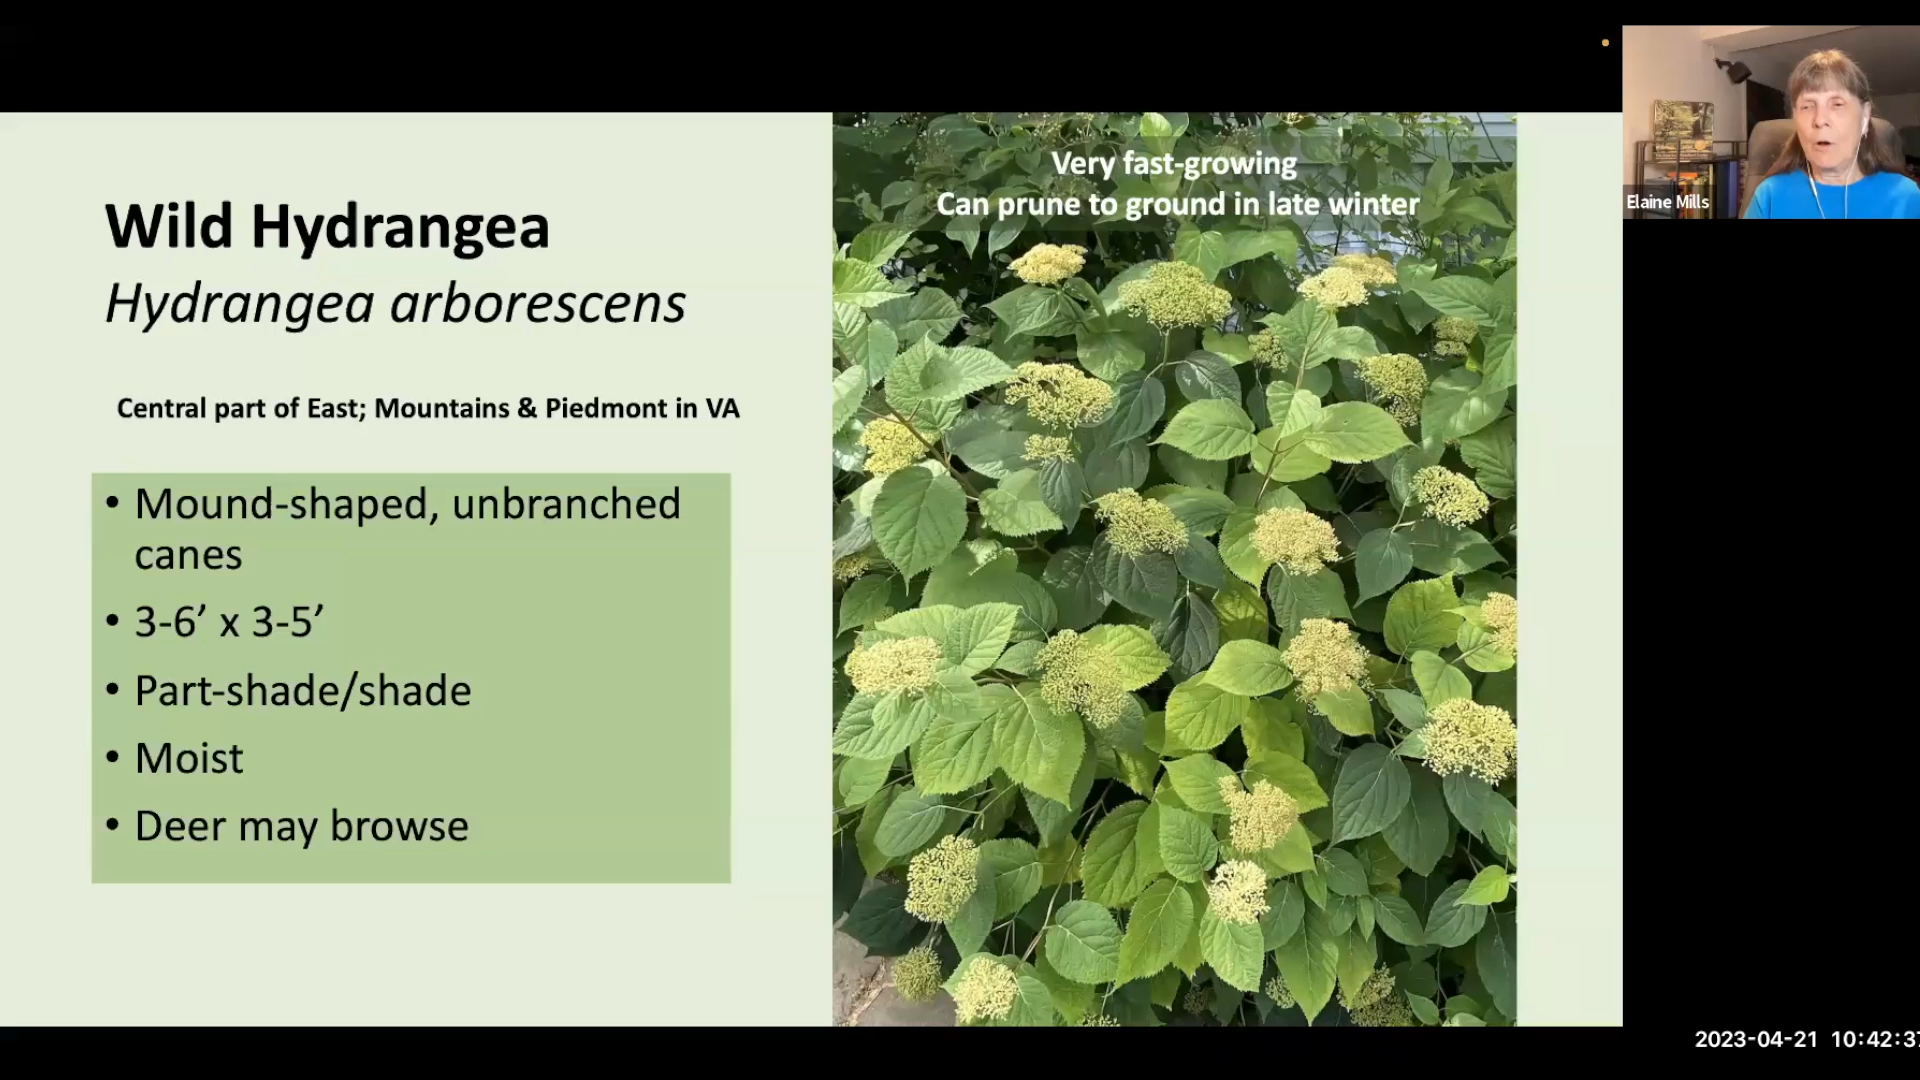 Wild Hydrangea
Hydrangea arborescens
Central part of East; Mountains & Piedmont in VA
• Mound-shaped, unbranched
canes
• 3-6’ x 3-5’
• Part-shade/shade
• Moist
• Deer may browse
Very fast-growing
Can prune to ground in late winter
Elaine Mills
2023-04-21 10:42:37